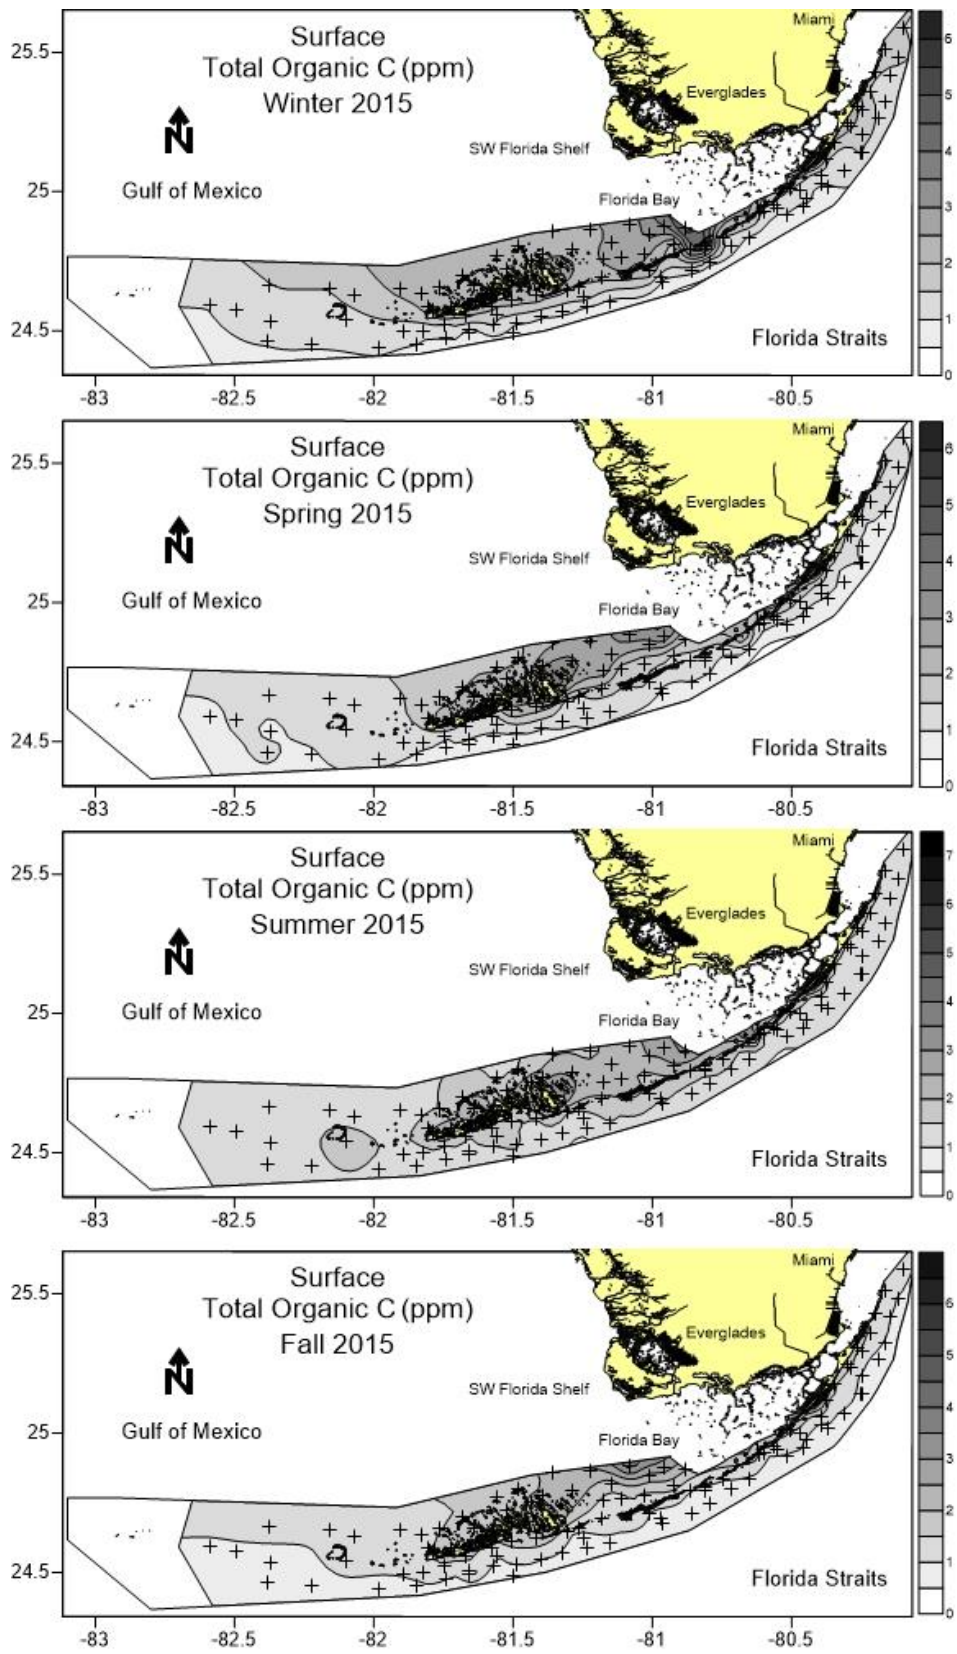 Surface
Total Organic C (ppm)
Winter 2015
Miami
Everglades
SW Florida Shelf
Florida Bay
Gulf of Mexico
N
Florida Straits
25.5
25
24.5
-83 -82.5 -82 -81.5 -81 -80.5
6
5
4
3
2
1
0
Surface
Total Organic C (ppm)
Spring 2015
Miami
Everglades
SW Florida Shelf
Florida Bay
Gulf of Mexico
N
Florida Straits
25.5
25
24.5
-83 -82.5 -82 -81.5 -81 -80.5
6
5
4
3
2
1
0
Surface
Total Organic C (ppm)
Summer 2015
Miami
Everglades
SW Florida Shelf
Florida Bay
Gulf of Mexico
N
Florida Straits
25.5
25
24.5
-83 -82.5 -82 -81.5 -81 -80.5
7
6
5
4
3
2
1
0
Surface
Total Organic C (ppm)
Fall 2015
Miami
Everglades
SW Florida Shelf
Florida Bay
Gulf of Mexico
N
Florida Straits
25.5
25
24.5
-83 -82.5 -82 -81.5 -81 -80.5
6
5
4
3
2
1
0